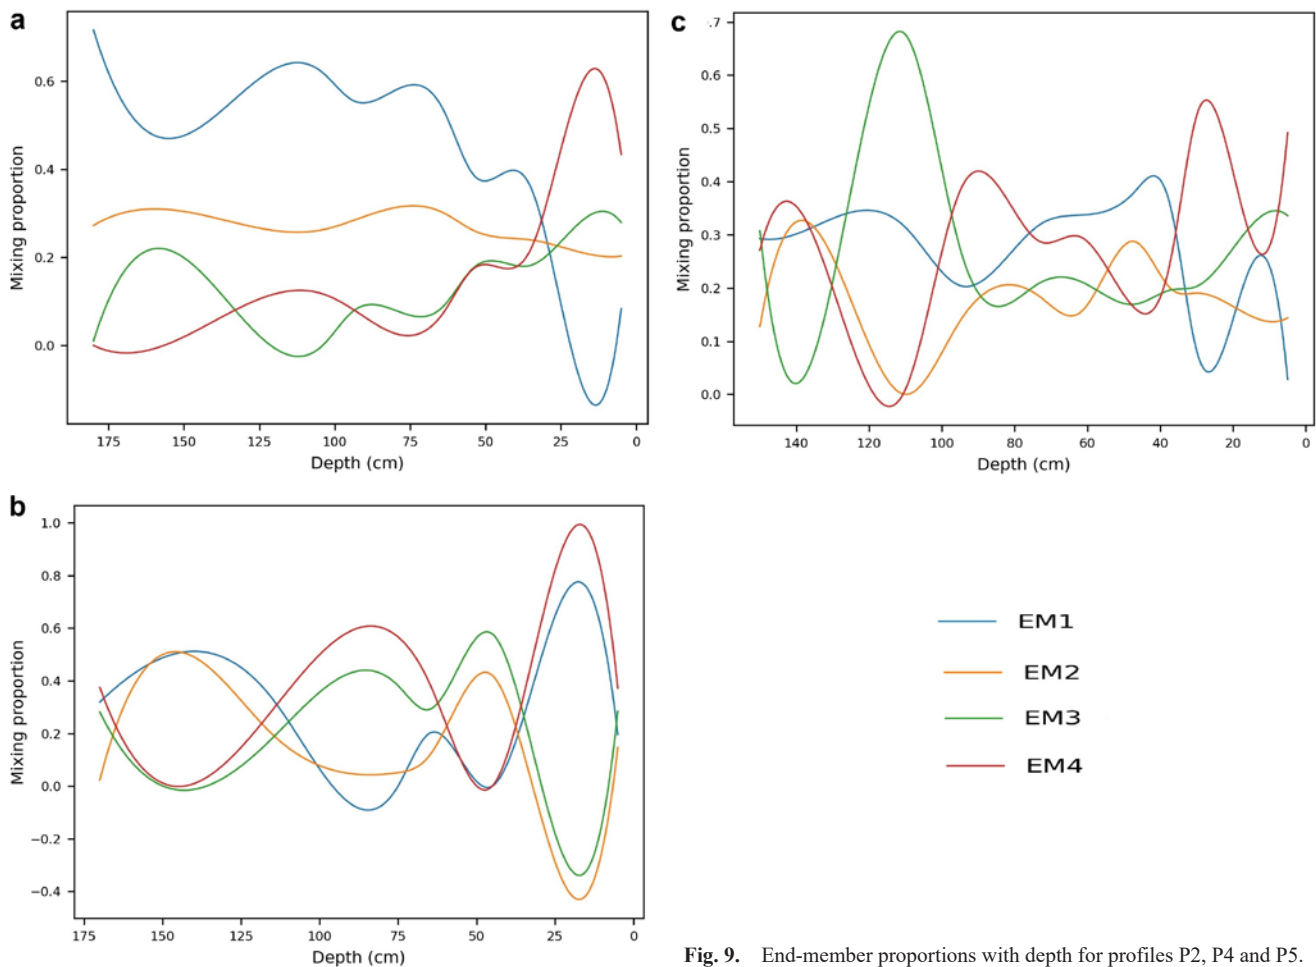 a
Mixing proportion
0.6
0.4
0.2
0.0
175 150 125 100 75 50 25 0
Depth (cm)
c
Mixing proportion
.7
0.6
0.5
0.4
0.3
0.2
0.1
0.0
140 120 100 80 60 40 20 0
Depth (cm)
b
Mixing proportion
1.0
0.8
0.6
0.4
0.2
0.0
−0.2
−0.4
175 150 125 100 75 50 25 0
Depth (cm)
EM1
EM2
EM3
EM4
Fig. 9. End-member proportions with depth for profiles P2, P4 and P5.